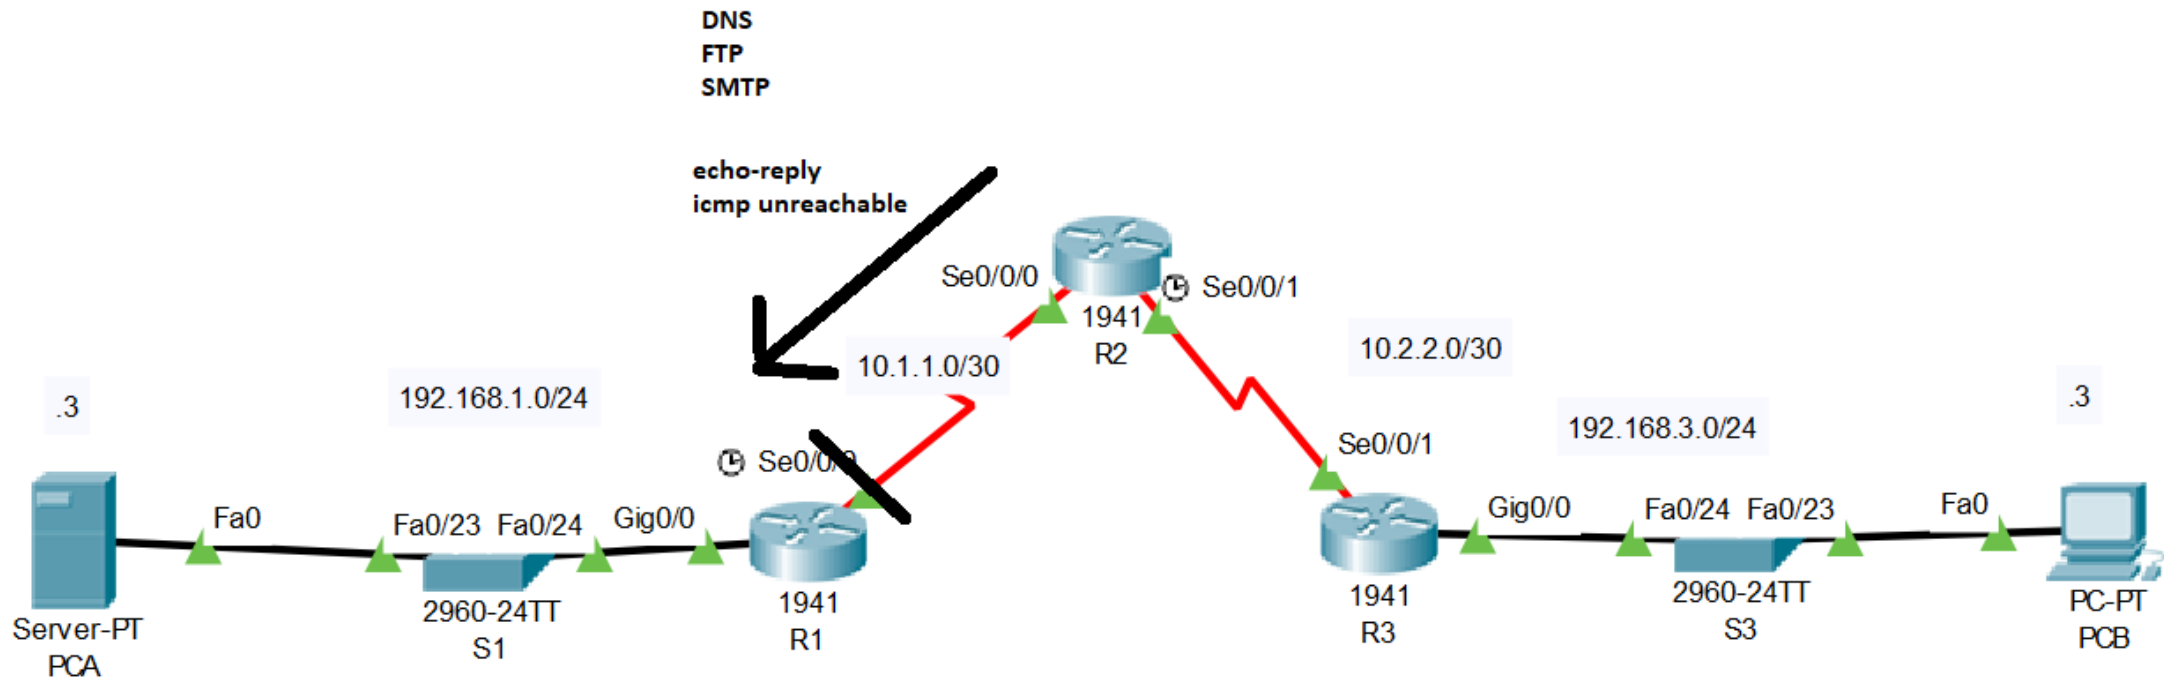 DNS
FTP
SMTP
echo-reply
icmp unreachable
Se0/0/0
Se0/0/1
1941
R2
10.1.1.0/30
10.2.2.0/30
.3
192.168.1.0/24
.3
192.168.3.0/24
Se0/0/0
Se0/0/1
Fa0
Fa0/23
Fa0/24
Gig0/0
Gig0/0
Fa0/24
Fa0/23
Fa0
Server-PT
PCA
2960-24TT
S1
1941
R1
1941
R3
2960-24TT
S3
PC-PT
PCB